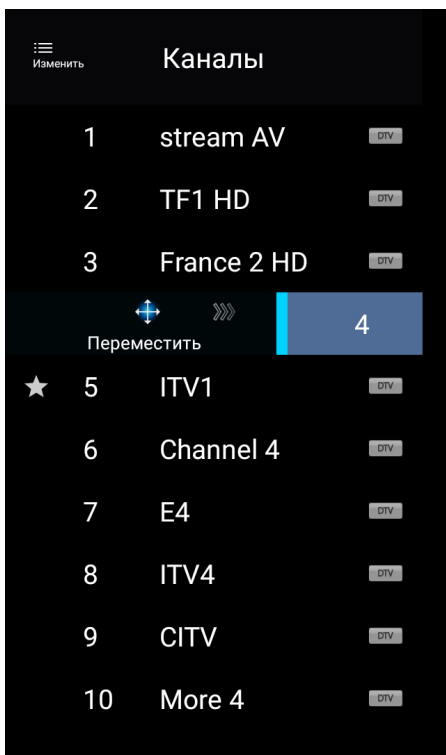 Изменить
Каналы
1 stream AV DTV
2 TF1 HD DTV
3 France 2 HD DTV
Переместить 4
5 ITV1 DTV
6 Channel 4 DTV
7 E4 DTV
8 ITV4 DTV
9 CITV DTV
10 More 4 DTV